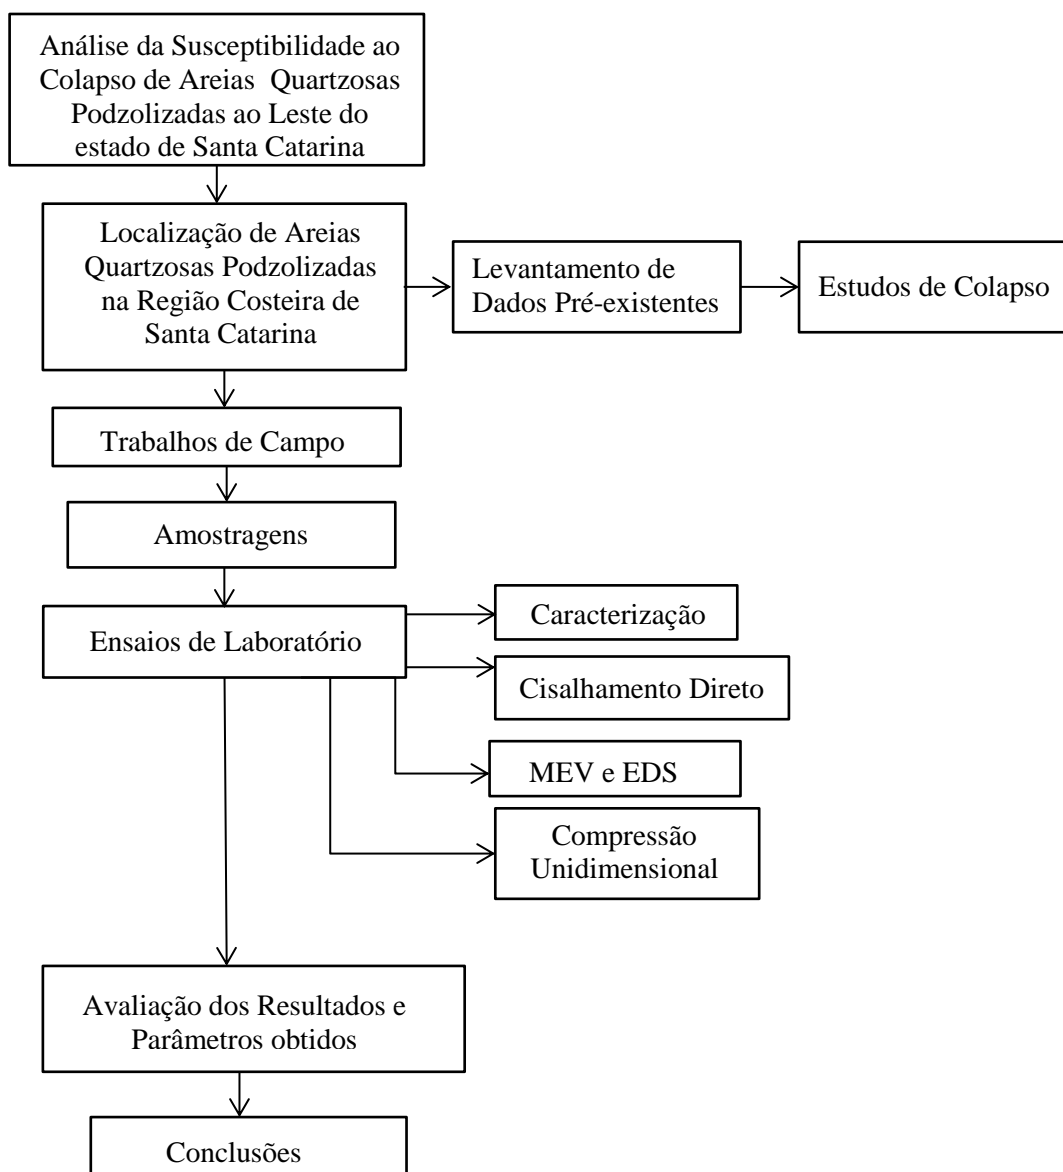 Análise da Susceptibilidade ao
Colapso de Areias Quartzosas
Podzolizadas ao Leste do
estado de Santa Catarina
Localização de Areias
Quartzosas Podzolizadas
na Região Costeira de
Santa Catarina
Levantamento de
Dados Pré-existentes
Estudos de Colapso
Trabalhos de Campo
Amostragens
Ensaios de Laboratório
Caracterização
Cisalhamento Direto
MEV e EDS
Compressão
Unidimensional
Avaliação dos Resultados e
Parâmetros obtidos
Conclusões